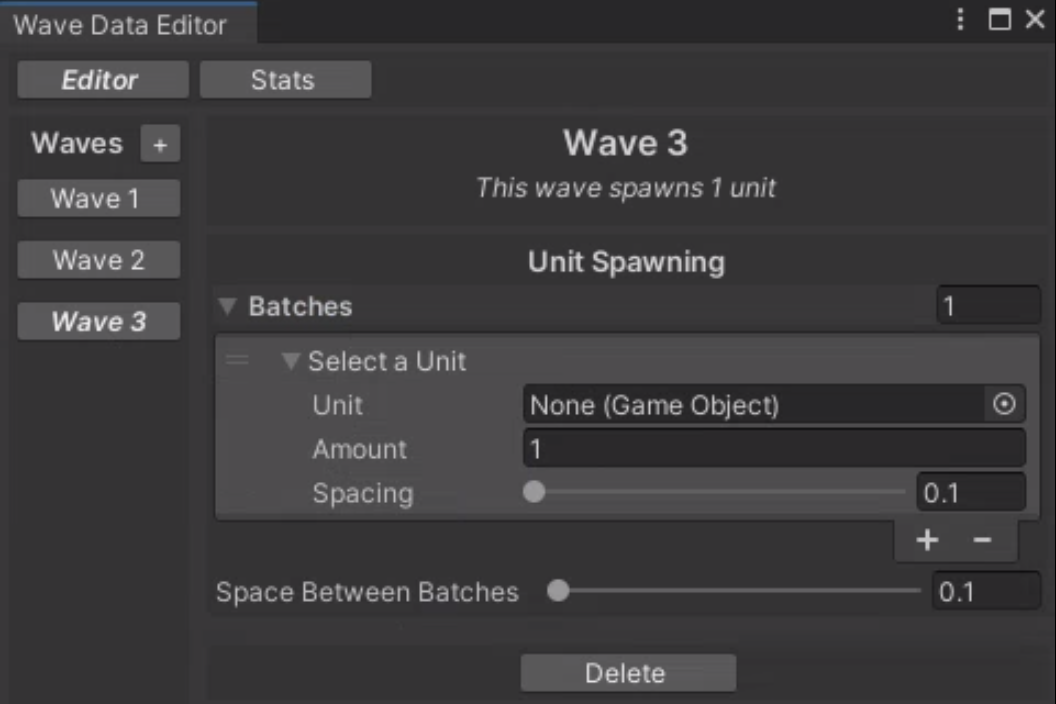 Wave Data Editor
Editor Stats
Waves +
Wave 1
Wave 2
Wave 3
Wave 3
This wave spawns 1 unit
Unit Spawning
Batches 1
Select a Unit
Unit None (Game Object)
Amount 1
Spacing 0.1
+ -
Space Between Batches 0.1
Delete